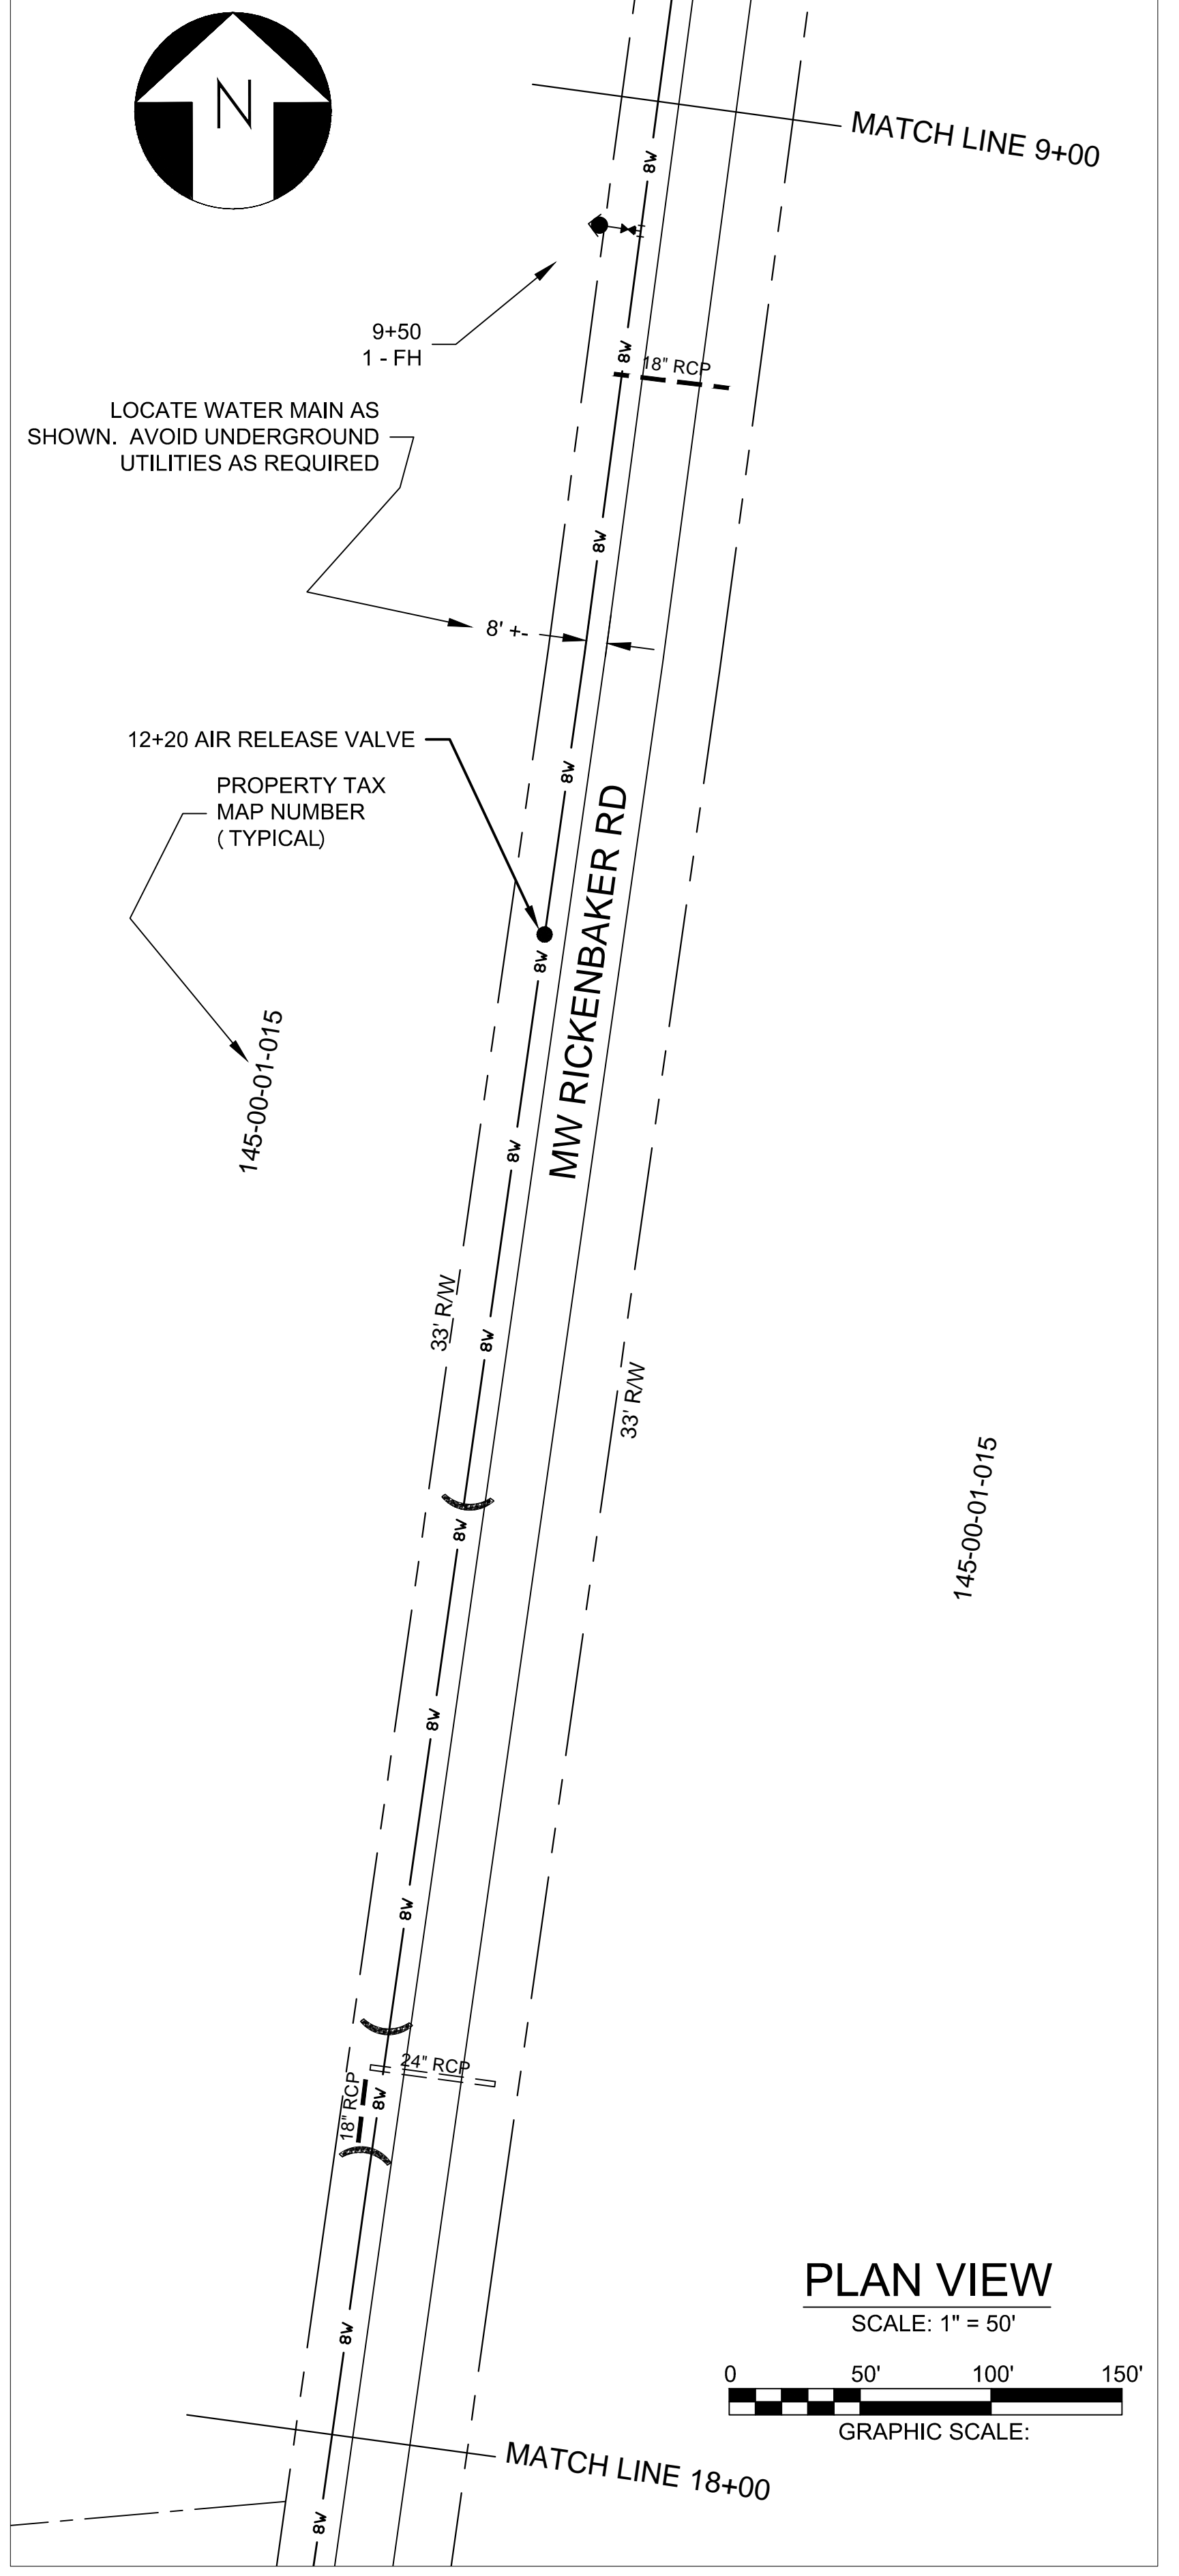 N
MATCH LINE 9+00
8W
9+50
1 - FH
8W
18" RCP
LOCATE WATER MAIN AS
SHOWN.  AVOID UNDERGROUND
UTILITIES AS REQUIRED
8W
8' +-
12+20 AIR RELEASE VALVE
8W
PROPERTY TAX
MAP NUMBER
( TYPICAL)
MW RICKENBAKER RD
8W
145-00-01-015
8W
33' R/W
8W
33' R/W
145-00-01-015
8W
8W
8W
24" RCP
18" RCP
8W
PLAN VIEW
SCALE: 1" = 50'
8W
0 50' 100' 150'
GRAPHIC SCALE:
MATCH LINE 18+00
8W